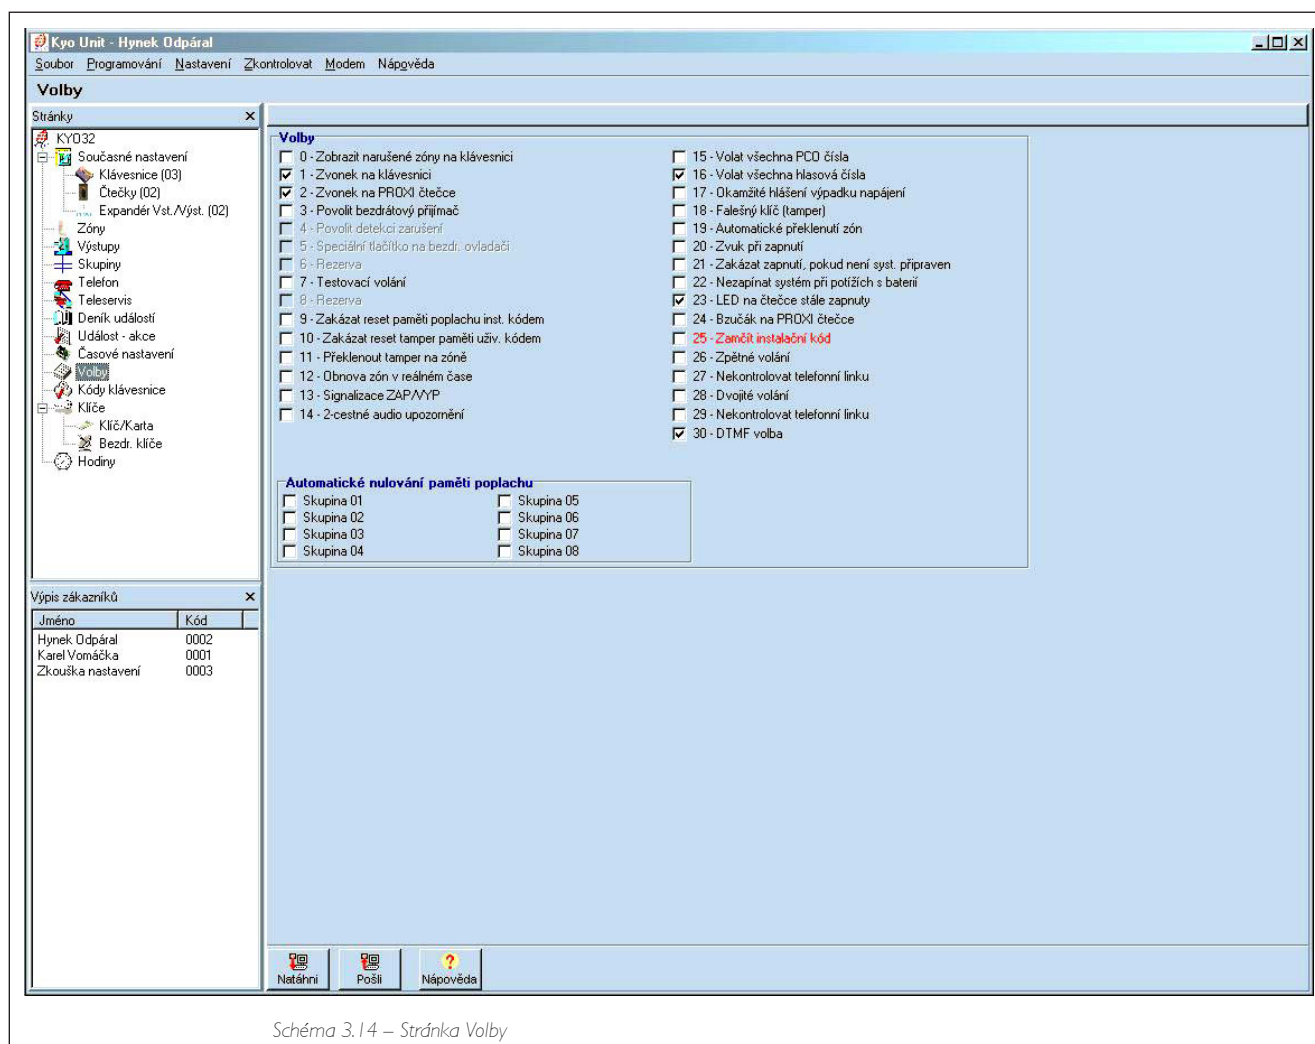 Kyo Unit - Hynek Odpáral
Soubor Programování Nastavení Zkontrolovat Modem Nápověda
Volby
Stránky
KYO32
Současné nastavení
Klávesnice (03)
Čtečky (02)
Expandér Vst./Výst. (02)
Zóny
Výstupy
Skupiny
Telefon
Teleservis
Deník událostí
Událost - akce
Časové nastavení
Volby
Kódy klávesnice
Klíče
Klíč/Karta
Bezdr. klíče
Hodiny
Výpis zákazníků
Jméno Kód
Hynek Odpáral 0002
Karel Vomáčka 0001
Zkouška nastavení 0003
Volby
0 - Zobrazit narušené zóny na klávesnici
1 - Zvonek na klávesnici
2 - Zvonek na PROXI čtečce
3 - Povolit bezdrátový přijímač
4 - Povolit detekci zarušení
5 - Speciální tlačítko na bezdr. ovladači
6 - Rezerva
7 - Testovací volání
8 - Rezerva
9 - Zakázat reset paměti poplachu inst. kódem
10 - Zakázat reset tamper paměti uživ. kódem
11 - Překlenout tamper na zóně
12 - Obnova zón v reálném čase
13 - Signalizace ZAP/VYP
14 - 2-cestné audio upozornění
15 - Volat všechna PCO čísla
16 - Volat všechna hlasová čísla
17 - Okamžité hlášení výpadku napájení
18 - Falešný klíč (tamper)
19 - Automatické překlenutí zón
20 - Zvuk při zapnutí
21 - Zakázat zapnutí, pokud není syst. připraven
22 - Nezapínat systém při potížích s baterií
23 - LED na čtečce stále zapnuty
24 - Bzučák na PROXI čtečce
25 - Zamčít instalační kód
26 - Zpětné volání
27 - Nekontrolovat telefonní linku
28 - Dvojité volání
29 - Nekontrolovat telefonní linku
30 - DTMF volba
Automatické nulování paměti poplachu
Skupina 01
Skupina 02
Skupina 03
Skupina 04
Skupina 05
Skupina 06
Skupina 07
Skupina 08
Natáhni Pošli Nápověda
Schéma 3.14 – Stránka Volby